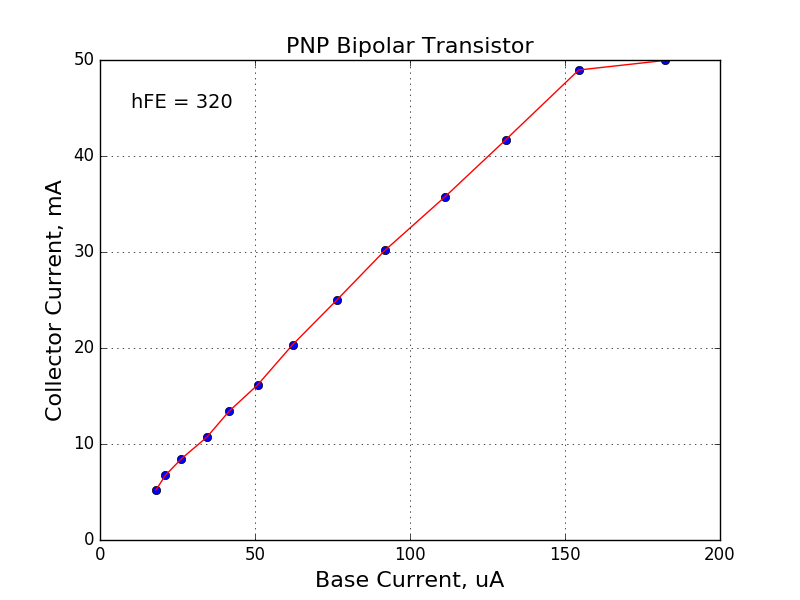 PNP Bipolar Transistor
hFE = 320
50
40
30
20
10
0
Collector Current, mA
0 50 100 150 200
Base Current, uA